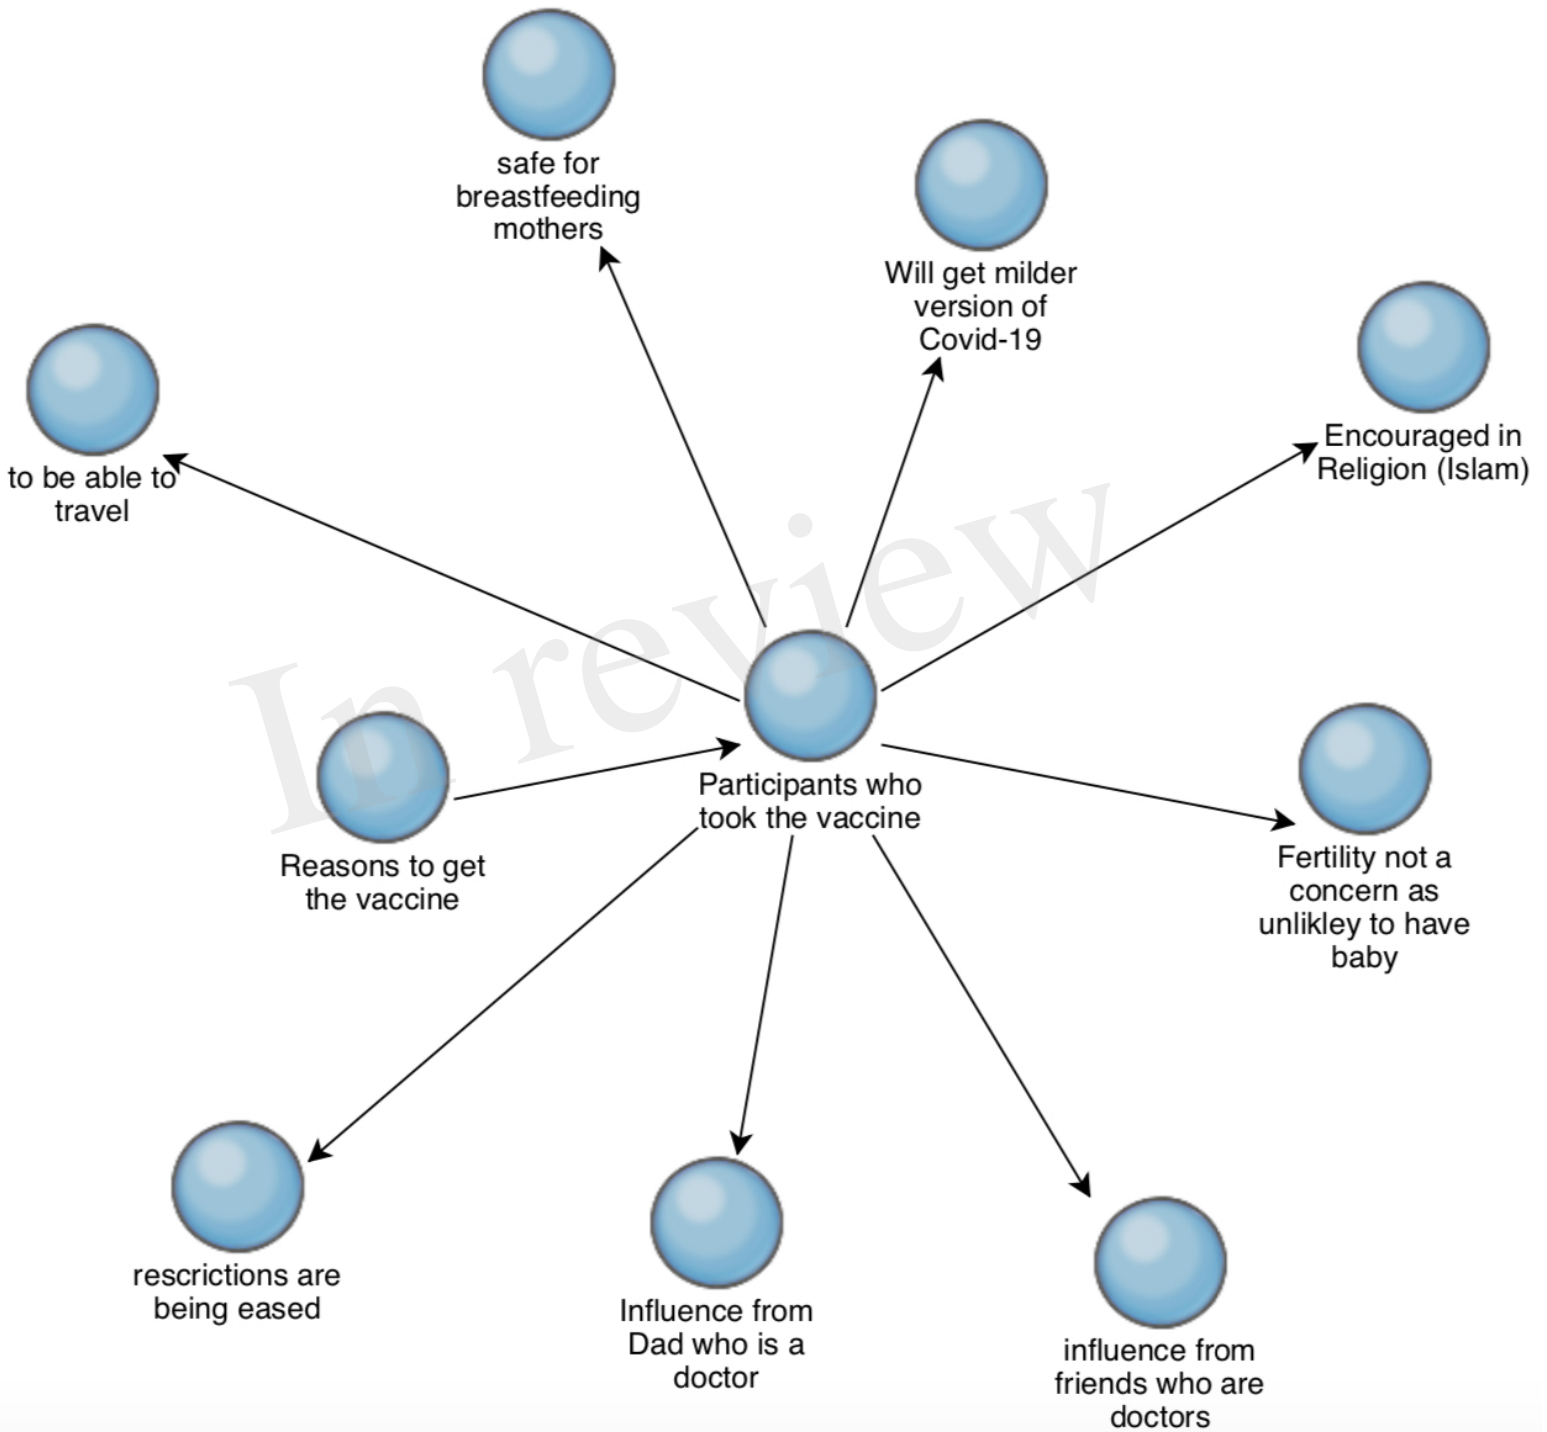 safe for
breastfeeding
mothers
Will get milder
version of
Covid-19
Encouraged in
Religion (Islam)
to be able to
travel
In review
Participants who
took the vaccine
Reasons to get
the vaccine
Fertility not a
concern as
unlikley to have
baby
rescrictions are
being eased
Influence from
Dad who is a
doctor
influence from
friends who are
doctors